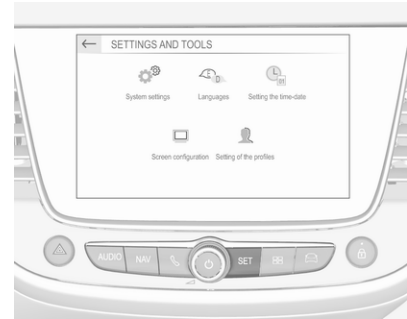 SETTINGS AND TOOLS
System settings
Languages
Setting the time-date
01
Screen configuration
Setting of the profiles
AUDIO
NAV
SET